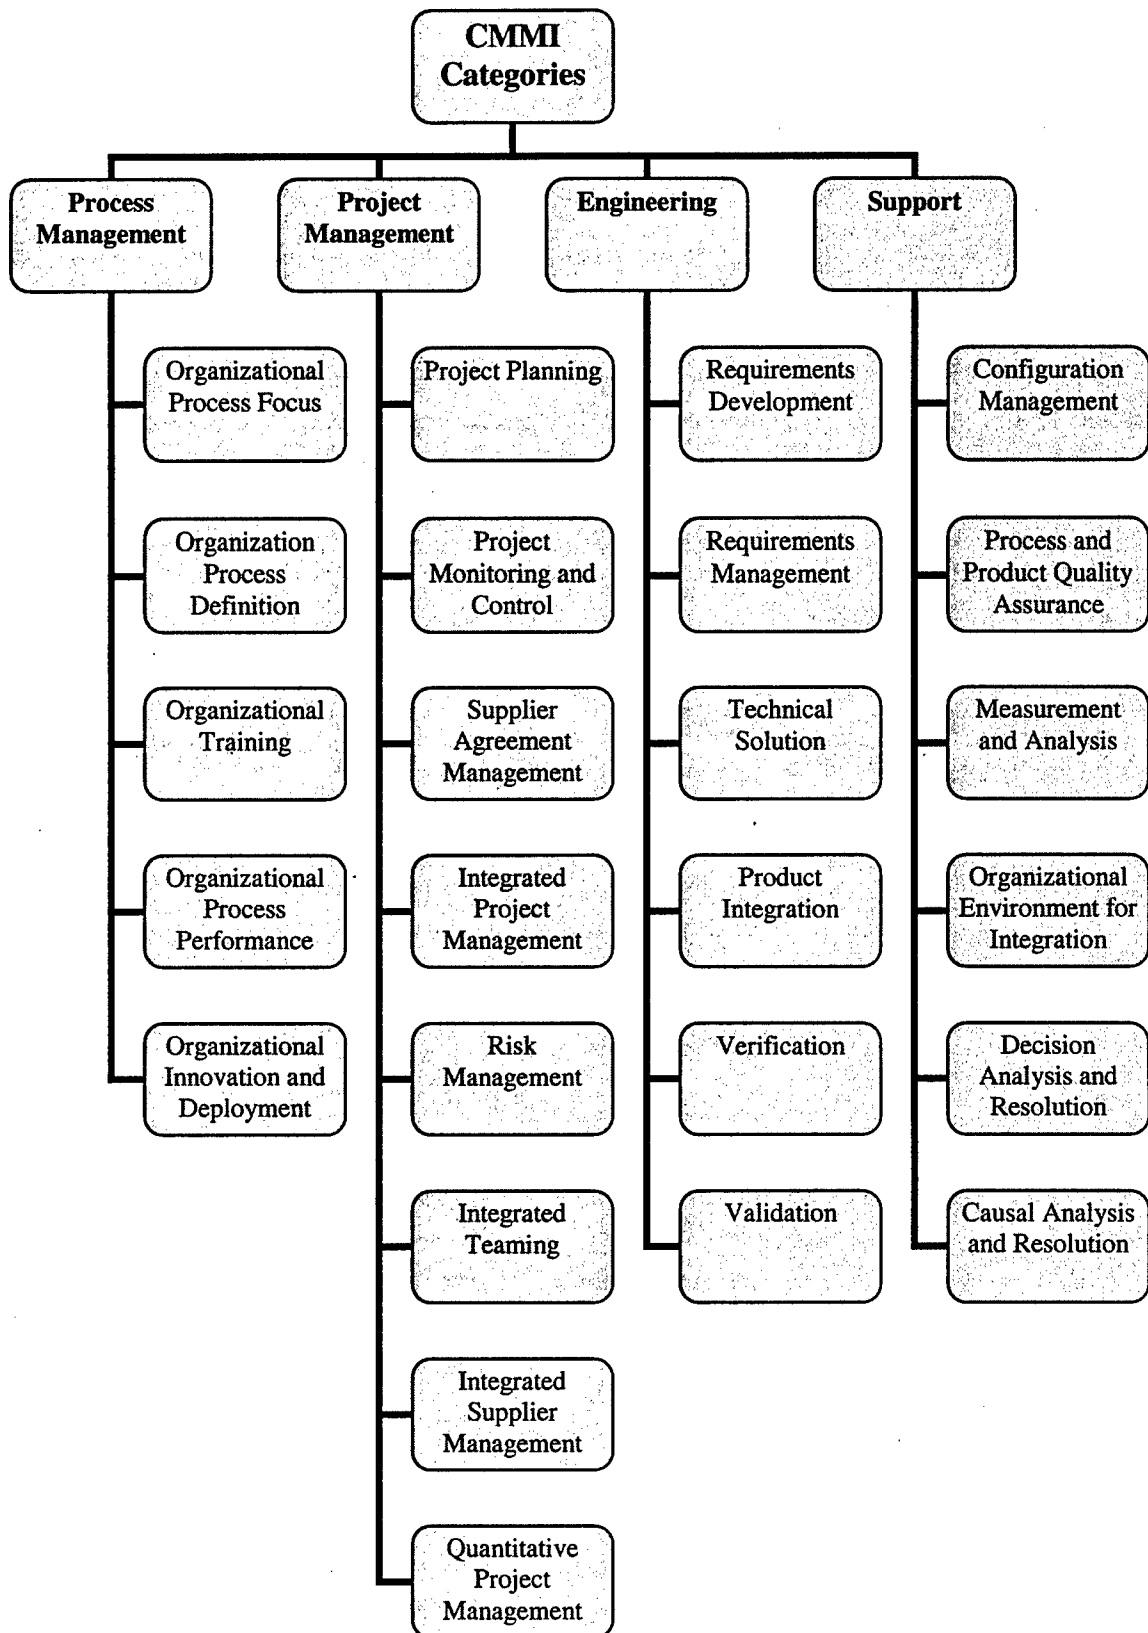 CMMI
Categories
Process
Management
Project
Management
Engineering
Support
Organizational
Process Focus
Organization
Process
Definition
Organizational
Training
Organizational
Process
Performance
Organizational
Innovation and
Deployment
Project Planning
Project
Monitoring and
Control
Supplier
Agreement
Management
Integrated
Project
Management
Risk
Management
Integrated
Teaming
Integrated
Supplier
Management
Quantitative
Project
Management
Requirements
Development
Requirements
Management
Technical
Solution
Product
Integration
Verification
Validation
Configuration
Management
Process and
Product Quality
Assurance
Measurement
and Analysis
Organizational
Environment for
Integration
Decision
Analysis and
Resolution
Causal Analysis
and Resolution